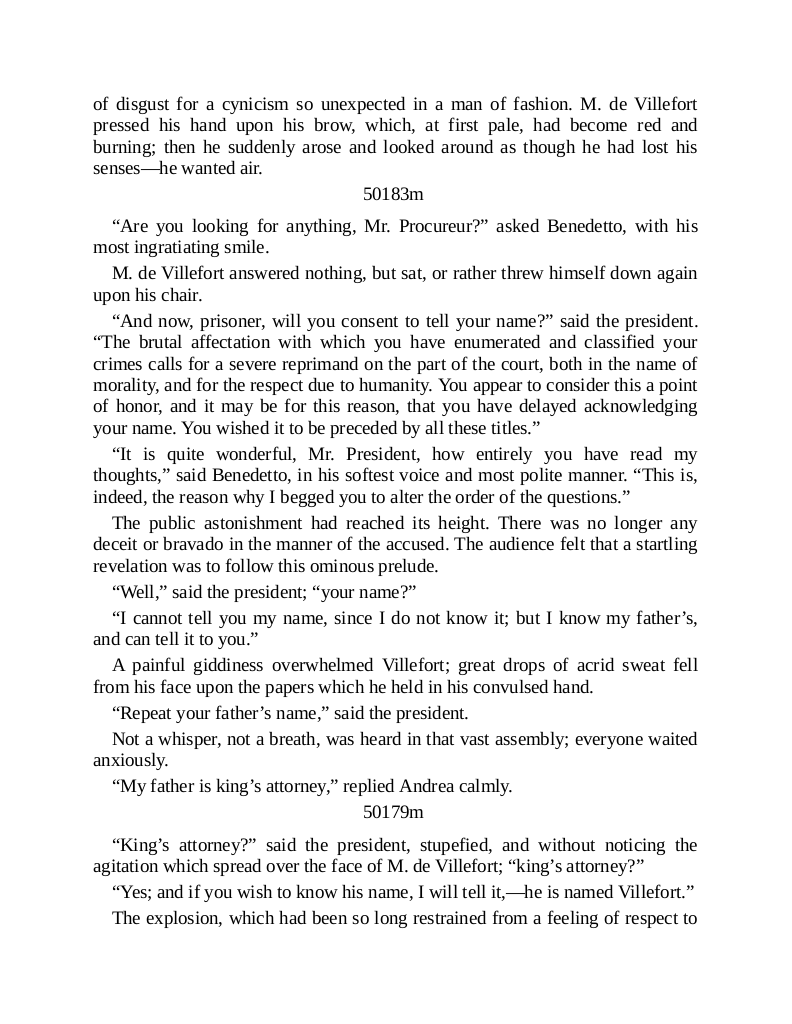 of disgust for a cynicism so unexpected in a man of fashion. M. de Villefort
pressed his hand upon his brow, which, at first pale, had become red and
burning; then he suddenly arose and looked around as though he had lost his
senses—he wanted air.
50183m
“Are you looking for anything, Mr. Procureur?” asked Benedetto, with his
most ingratiating smile.
M. de Villefort answered nothing, but sat, or rather threw himself down again
upon his chair.
“And now, prisoner, will you consent to tell your name?” said the president.
“The brutal affectation with which you have enumerated and classified your
crimes calls for a severe reprimand on the part of the court, both in the name of
morality, and for the respect due to humanity. You appear to consider this a point
of honor, and it may be for this reason, that you have delayed acknowledging
your name. You wished it to be preceded by all these titles.”
“It is quite wonderful, Mr. President, how entirely you have read my
thoughts,” said Benedetto, in his softest voice and most polite manner. “This is,
indeed, the reason why I begged you to alter the order of the questions.”
The public astonishment had reached its height. There was no longer any
deceit or bravado in the manner of the accused. The audience felt that a startling
revelation was to follow this ominous prelude.
“Well,” said the president; “your name?”
“I cannot tell you my name, since I do not know it; but I know my father’s,
and can tell it to you.”
A painful giddiness overwhelmed Villefort; great drops of acrid sweat fell
from his face upon the papers which he held in his convulsed hand.
“Repeat your father’s name,” said the president.
Not a whisper, not a breath, was heard in that vast assembly; everyone waited
anxiously.
“My father is king’s attorney,” replied Andrea calmly.
50179m
“King’s attorney?” said the president, stupefied, and without noticing the
agitation which spread over the face of M. de Villefort; “king’s attorney?”
“Yes; and if you wish to know his name, I will tell it,—he is named Villefort.”
The explosion, which had been so long restrained from a feeling of respect to